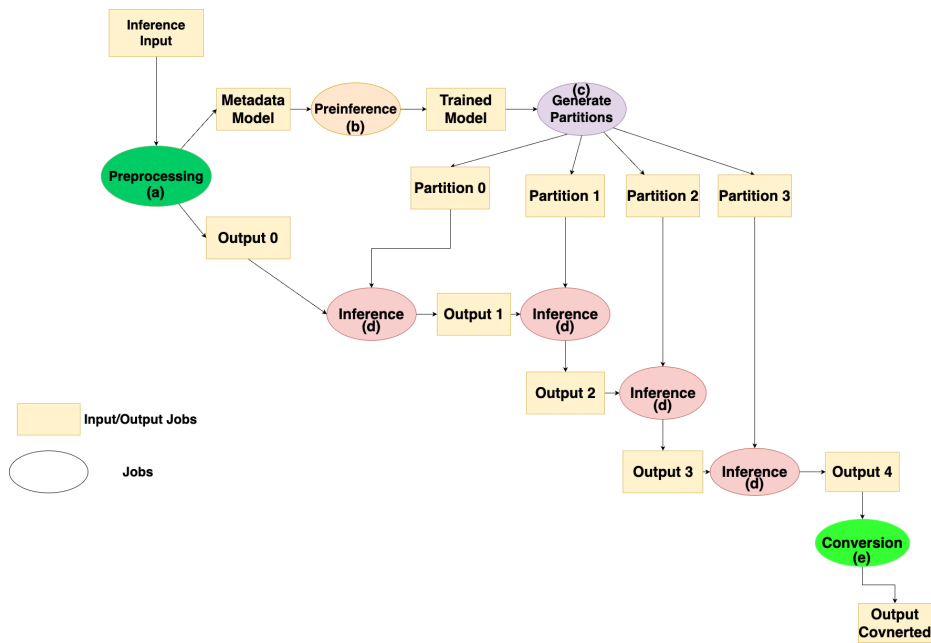 Inference
Input
Metadata
Model
Preinference
(b)
Trained
Model
(c)
Generate
Partitions
Preprocessing
(a)
Partition 0
Partition 1
Partition 2
Partition 3
Output 0
Inference
(d)
Output 1
Inference
(d)
Output 2
Inference
(d)
Input/Output Jobs
Jobs
Output 3
Inference
(d)
Output 4
Conversion
(e)
Output
Covnerted